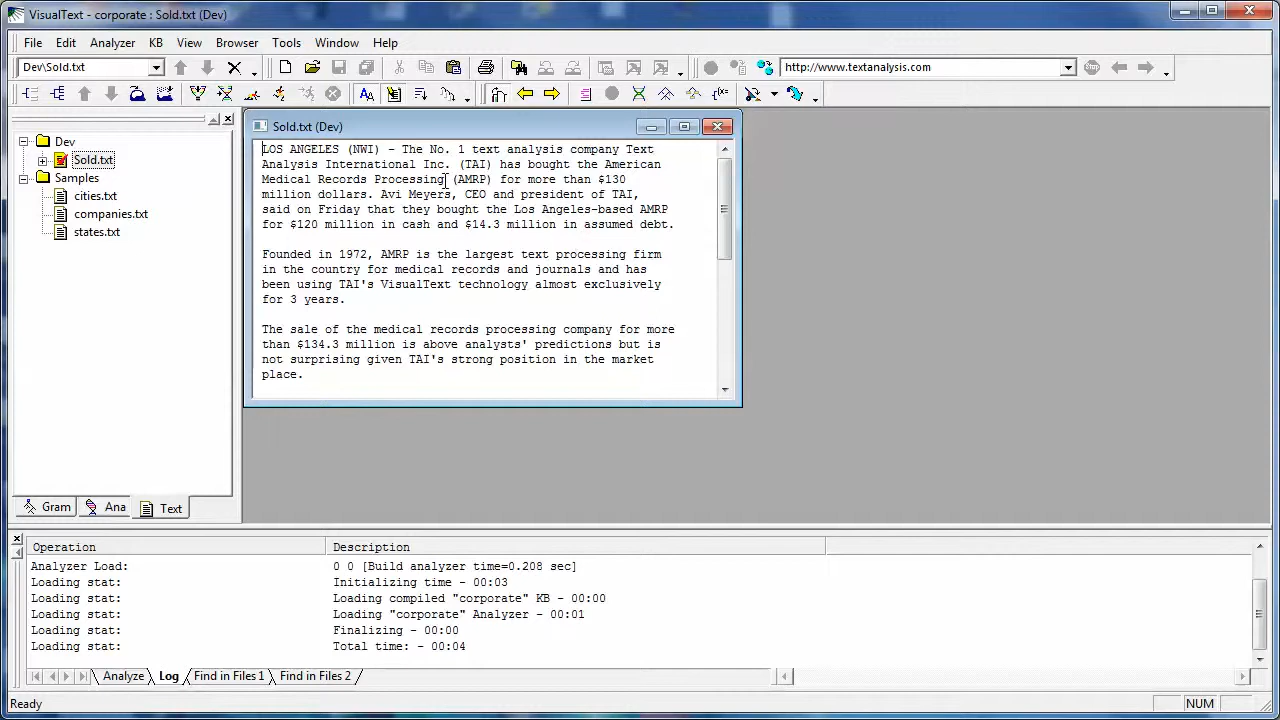 VisualText - corporate : Sold.txt (Dev)
File Edit Analyzer KB View Browser Tools Window Help
Dev\Sold.txt
http://www.textanalysis.com
Dev
Sold.txt
Samples
cities.txt
companies.txt
states.txt
Gram Ana Text
Sold.txt (Dev)
LOS ANGELES (NWI) - The No. 1 text analysis company Text
Analysis International Inc. (TAI) has bought the American
Medical Records Processing (AMRP) for more than $130
million dollars. Avi Meyers, CEO and president of TAI,
said on Friday that they bought the Los Angeles-based AMRP
for $120 million in cash and $14.3 million in assumed debt.
Founded in 1972, AMRP is the largest text processing firm
in the country for medical records and journals and has
been using TAI's VisualText technology almost exclusively
for 3 years.
The sale of the medical records processing company for more
than $134.3 million is above analysts' predictions but is
not surprising given TAI's strong position in the market
place.
Operation Description
Analyzer Load: 0 0 [Build analyzer time=0.208 sec]
Loading stat: Initializing time - 00:03
Loading stat: Loading compiled "corporate" KB - 00:00
Loading stat: Loading "corporate" Analyzer - 00:01
Loading stat: Finalizing - 00:00
Loading stat: Total time: - 00:04
Analyze Log Find in Files 1 Find in Files 2
Ready NUM